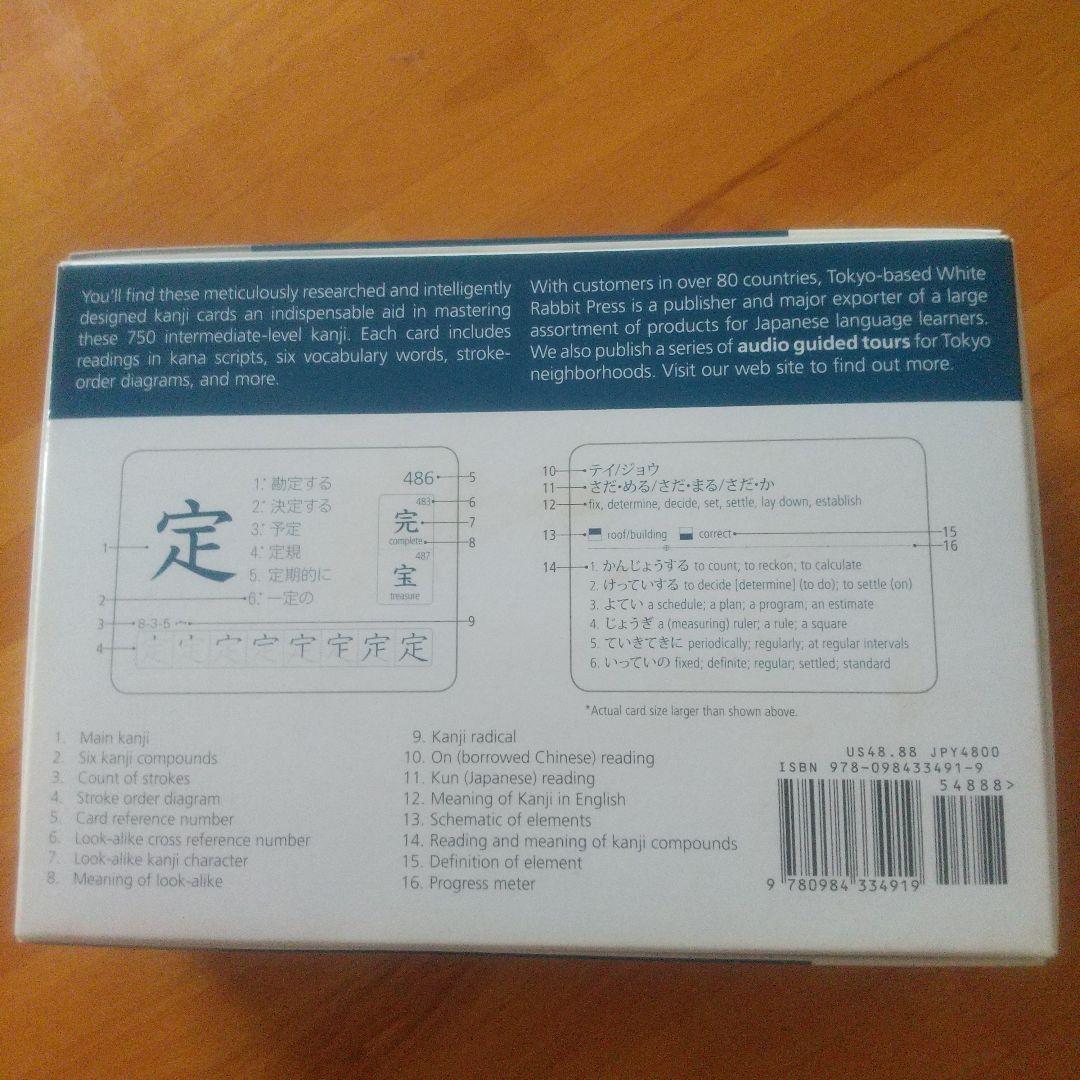 You'll find these meticulously researched and intelligently
designed kanji cards an indispensable aid in mastering
these 750 intermediate-level kanji. Each card includes
readings in kana scripts, six vocabulary words, stroke-
order diagrams, and more.
With customers in over 80 countries, Tokyo-based White
Rabbit Press is a publisher and major exporter of a large
assortment of products for Japanese language learners.
We also publish a series of audio guided tours for Tokyo
neighborhoods. Visit our web site to find out more.
定
1 2 3 4
1. 勘定する
2. 決定する
3. 予定
4. 定規
5. 定期的に
6. 一定の
486 5
483 6
完 7
complete 8
487
宝
treasure
8-3-5 宀 9
定
10 テイ/ジョウ
11 さだ・める/さだ・まる/さだ・か
12 fix, determine, decide, set, settle, lay down, establish
13 roof/building correct 15
16
14 1. かんじょうする to count; to reckon; to calculate
2. けっていする to decide [determine] (to do); to settle (on)
3. よてい a schedule; a plan; a program; an estimate
4. じょうぎ a (measuring) ruler; a rule; a square
5. ていきてきに periodically; regularly; at regular intervals
6. いっていの fixed; definite; regular; settled; standard
*Actual card size larger than shown above.
1. Main kanji
2. Six kanji compounds
3. Count of strokes
4. Stroke order diagram
5. Card reference number
6. Look-alike cross reference number
7. Look-alike kanji character
8. Meaning of look-alike
9. Kanji radical
10. On (borrowed Chinese) reading
11. Kun (Japanese) reading
12. Meaning of Kanji in English
13. Schematic of elements
14. Reading and meaning of kanji compounds
15. Definition of element
16. Progress meter
US48.88 JPY4800
ISBN 978-098433491-9
54888>
9 780984 334919